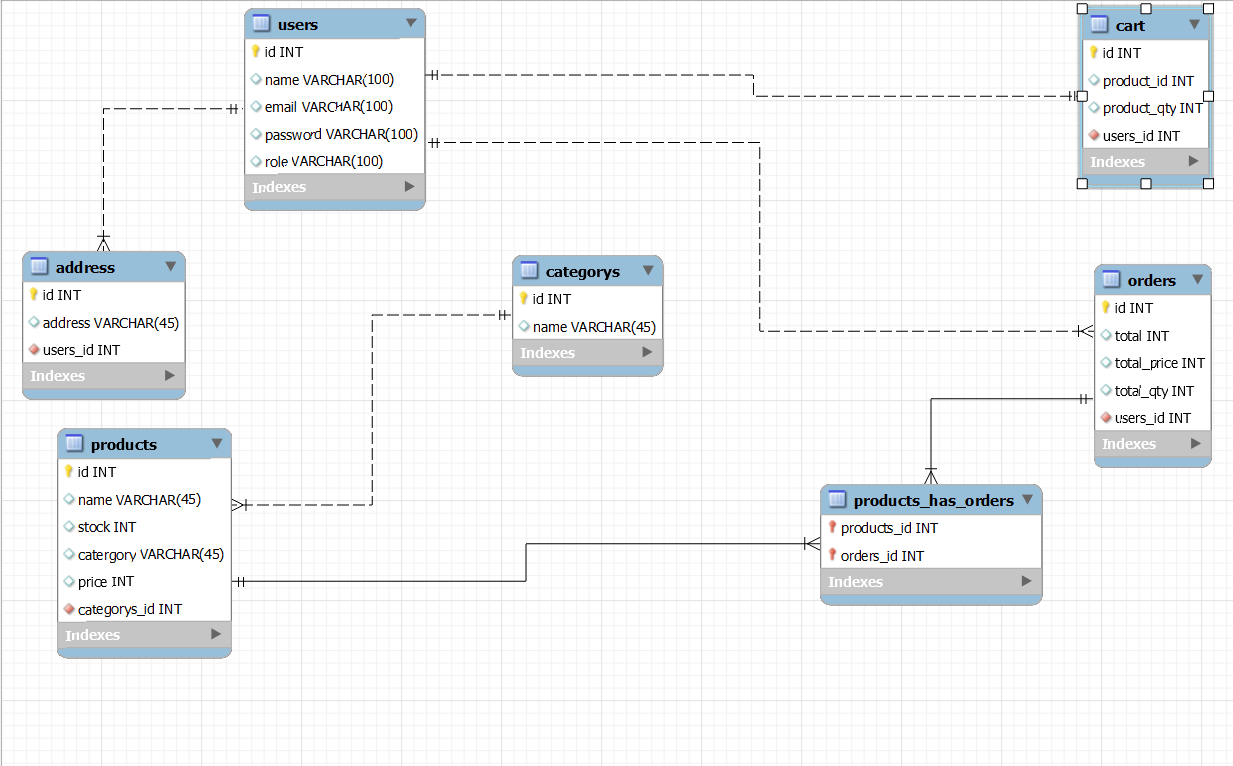 users
id INT
name VARCHAR(100)
email VARCHAR(100)
password VARCHAR(100)
role VARCHAR(100)
Indexes
cart
id INT
product_id INT
product_qty INT
users_id INT
Indexes
address
id INT
address VARCHAR(45)
users_id INT
Indexes
categorys
id INT
name VARCHAR(45)
Indexes
orders
id INT
total INT
total_price INT
total_qty INT
users_id INT
Indexes
products
id INT
name VARCHAR(45)
stock INT
catergory VARCHAR(45)
price INT
categorys_id INT
Indexes
products_has_orders
products_id INT
orders_id INT
Indexes